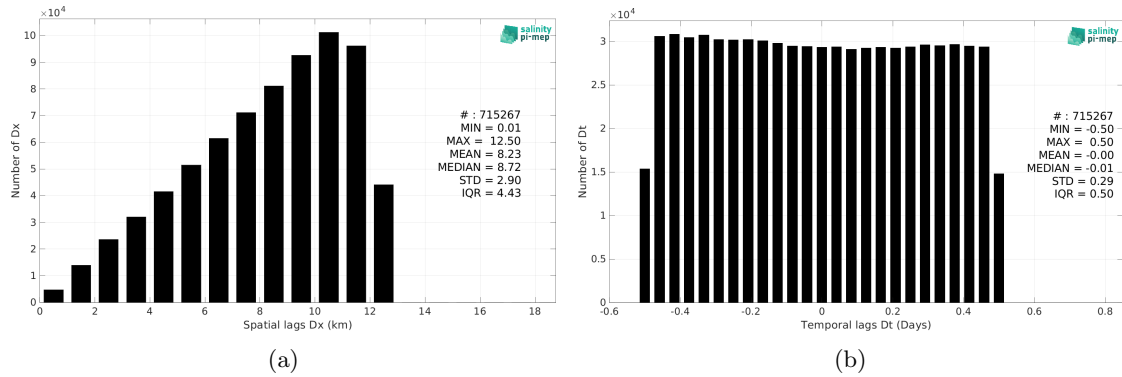 ×10^4
10
9
8
7
6
5
4
3
2
1
0
Number of Dx
0 2 4 6 8 10 12 14 16 18
Spatial lags Dx (km)
salinity
pi-mep
# : 715267
MIN = 0.01
MAX = 12.50
MEAN = 8.23
MEDIAN = 8.72
STD = 2.90
IQR = 4.43
(a)
×10^4
3
2.5
2
1.5
1
0.5
0
Number of Dt
-0.6 -0.4 -0.2 0 0.2 0.4 0.6 0.8
Temporal lags Dt (Days)
salinity
pi-mep
# : 715267
MIN = -0.50
MAX = 0.50
MEAN = -0.00
MEDIAN = -0.01
STD = 0.29
IQR = 0.50
(b)